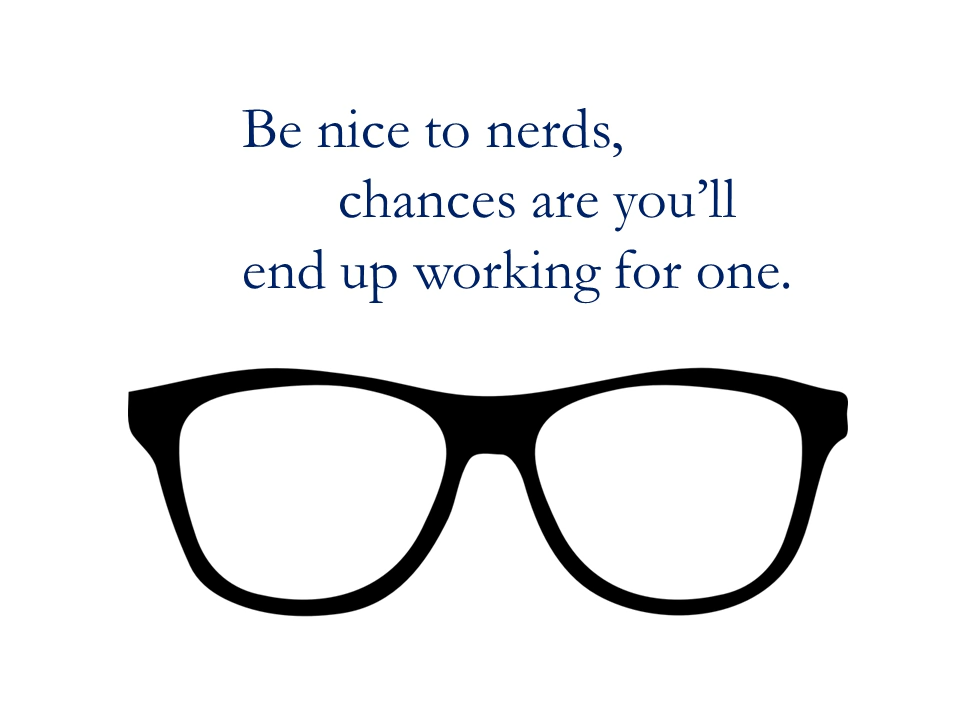 Be nice to nerds,
chances are you’ll
end up working for one.